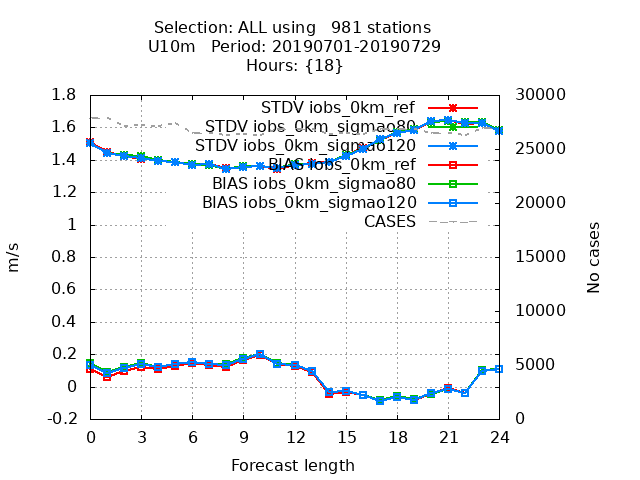 Selection: ALL using   981 stations
U10m   Period: 20190701-20190729
Hours: {18}
1.8
1.6
1.4
1.2
1
0.8
0.6
0.4
0.2
0
-0.2
m/s
30000
25000
20000
15000
10000
5000
0
No cases
STDV iobs_0km_ref
STDV iobs_0km_sigmao80
STDV iobs_0km_sigmao120
BIAS iobs_0km_ref
BIAS iobs_0km_sigmao80
BIAS iobs_0km_sigmao120
CASES
0 3 6 9 12 15 18 21 24
Forecast length